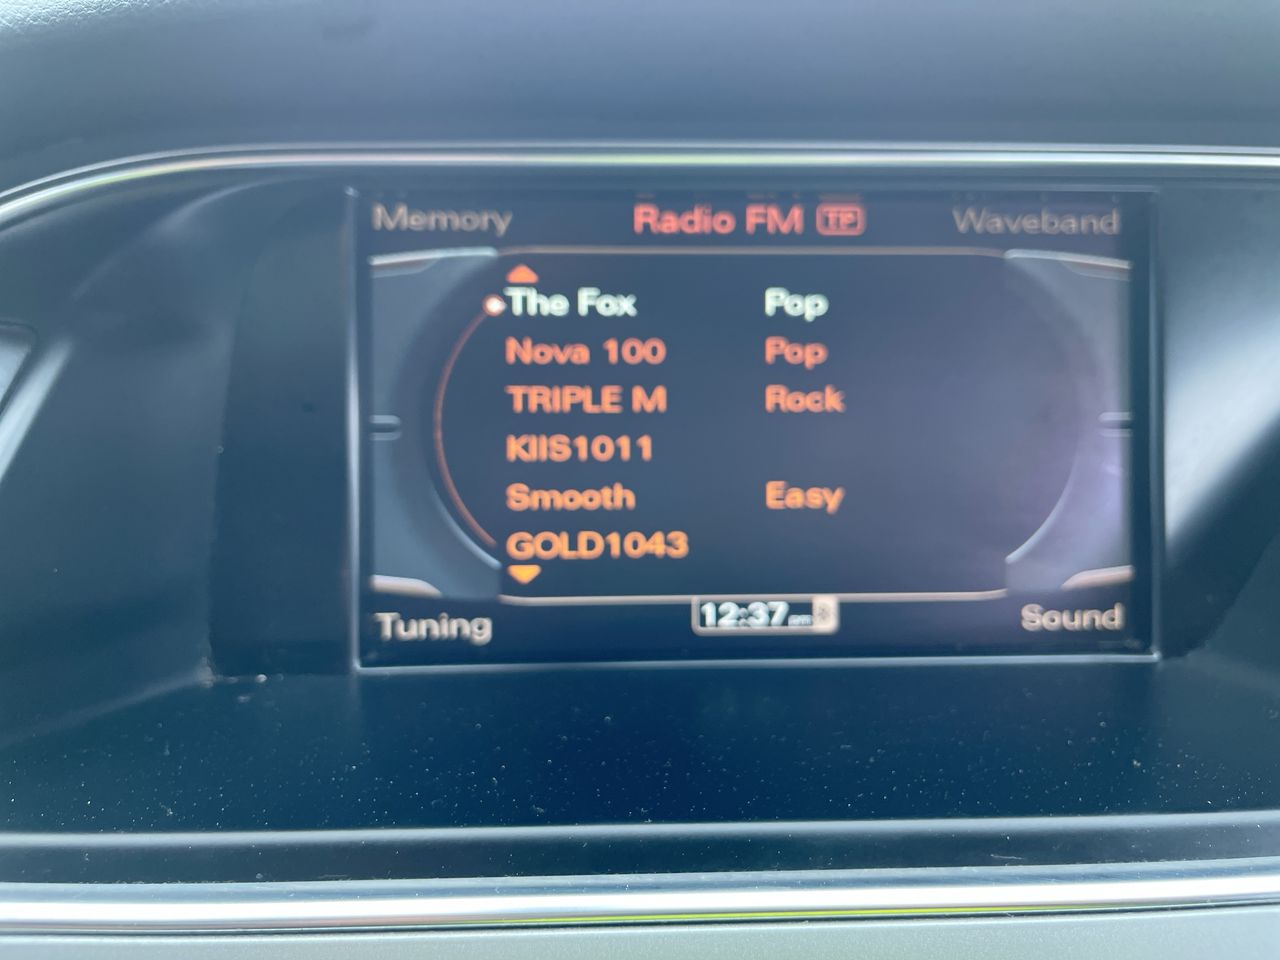 Memory Radio FM TP Waveband
The Fox Pop
Nova 100 Pop
TRIPLE M Rock
KIIS1011
Smooth Easy
GOLD1043
Tuning 12:37 Sound